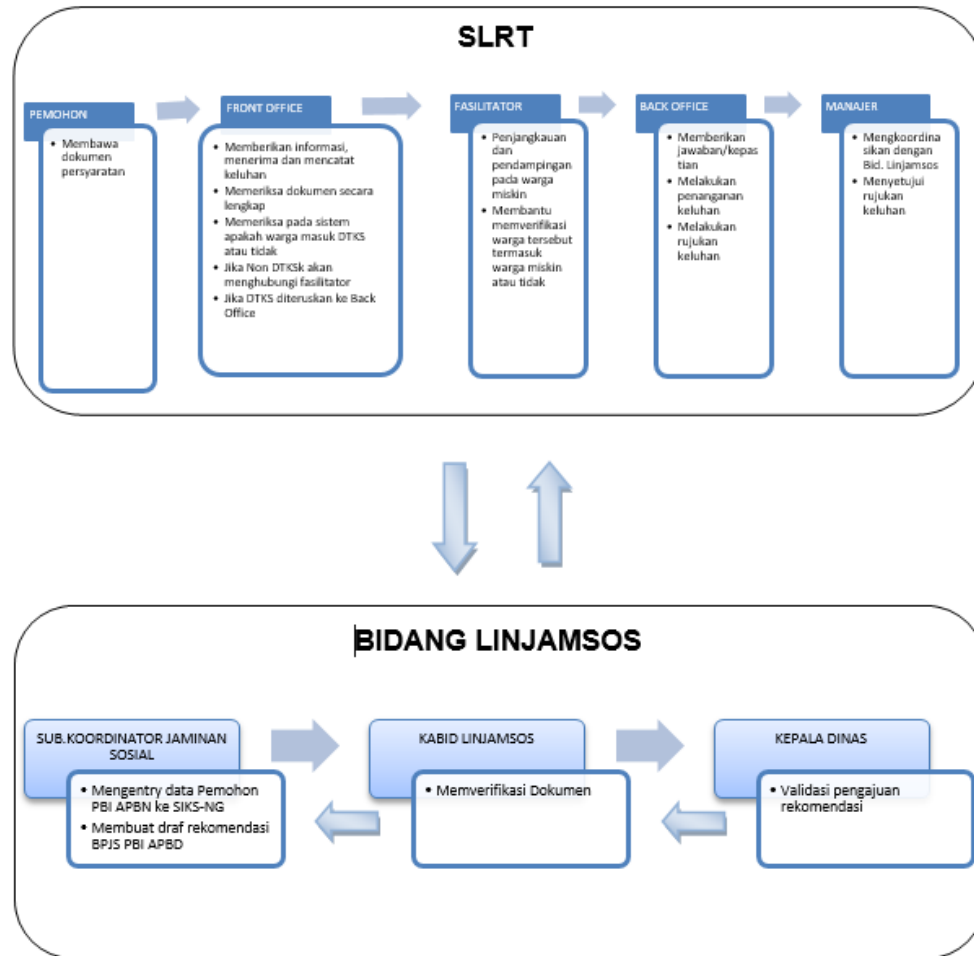 SLRT
PEMOHON
• Membawa
dokumen
persyaratan
FRONT OFFICE
• Memberikan informasi,
menerima dan mencatat
keluhan
• Memeriksa dokumen secara
lengkap
• Memeriksa pada sistem
apakah warga masuk DTKS
atau tidak
• Jika Non DTKSk akan
menghubungi fasilitator
• Jika DTKS diteruskan ke Back
Office
FASILITATOR
• Penjangkauan
dan
pendampingan
pada warga
miskin
• Membantu
memverifikasi
warga tersebut
termasuk
warga miskin
atau tidak
BACK OFFICE
• Memberikan
jawaban/kepas
tian
• Melakukan
penanganan
keluhan
• Melakukan
rujukan
keluhan
MANAJER
• Mengkoordina
sikan dengan
Bid. Linjamsos
• Menyetujui
rujukan
keluhan
BIDANG LINJAMSOS
SUB.KOORDINATOR JAMINAN
SOSIAL
• Mengentry data Pemohon
PBI APBN ke SIKS-NG
• Membuat draf rekomendasi
BPJS PBI APBD
KABID LINJAMSOS
• Memverifikasi Dokumen
KEPALA DINAS
• Validasi pengajuan
rekomendasi